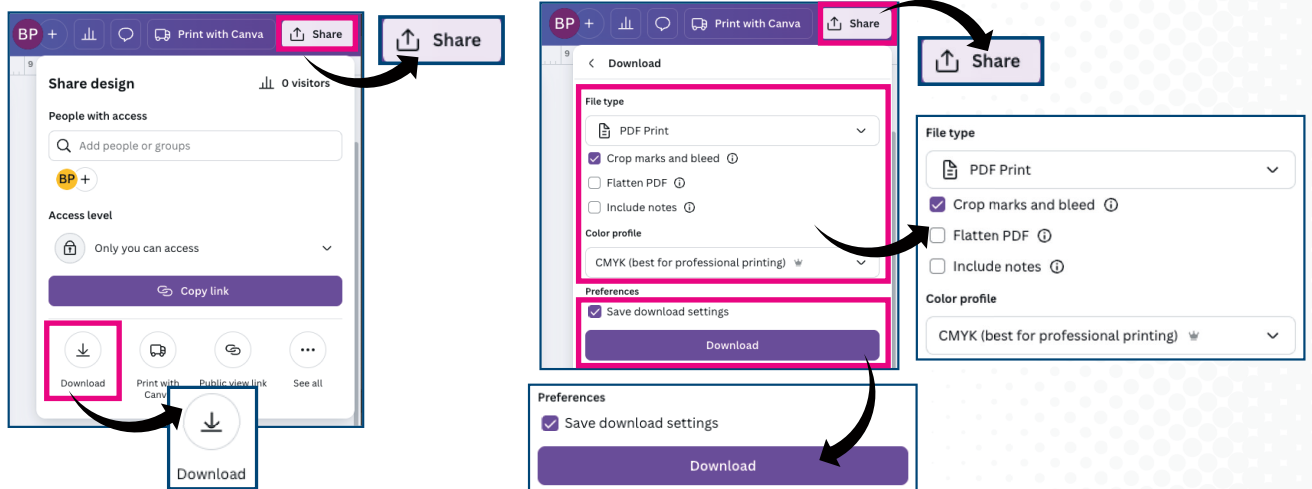 BP + Print with Canva Share
9
Share design 0 visitors
People with access
Add people or groups
BP +
Access level
Only you can access
Copy link
Download
Print with
Canv
Public view link
See all
Share
Download
BP + Print with Canva Share
9
Download
File type
PDF Print
Crop marks and bleed
Flatten PDF
Include notes
Color profile
CMYK (best for professional printing)
Preferences
Save download settings
Download
Share
File type
PDF Print
Crop marks and bleed
Flatten PDF
Include notes
Color profile
CMYK (best for professional printing)
Preferences
Save download settings
Download